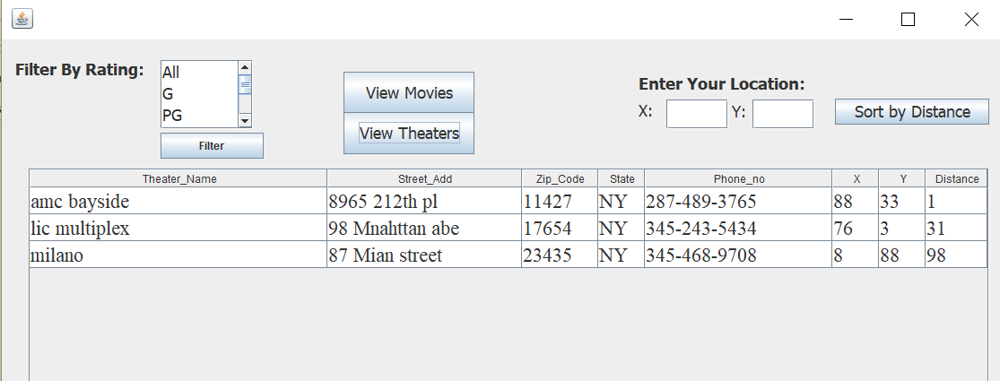 Filter By Rating:
All
G
PG
Filter
View Movies
View Theaters
Enter Your Location:
X: Y:
Sort by Distance
Theater_Name Street_Add Zip_Code State Phone_no X Y Distance
amc bayside 8965 212th pl 11427 NY 287-489-3765 88 33 1
lic multiplex 98 Mnahttan abe 17654 NY 345-243-5434 76 3 31
milano 87 Mian street 23435 NY 345-468-9708 8 88 98